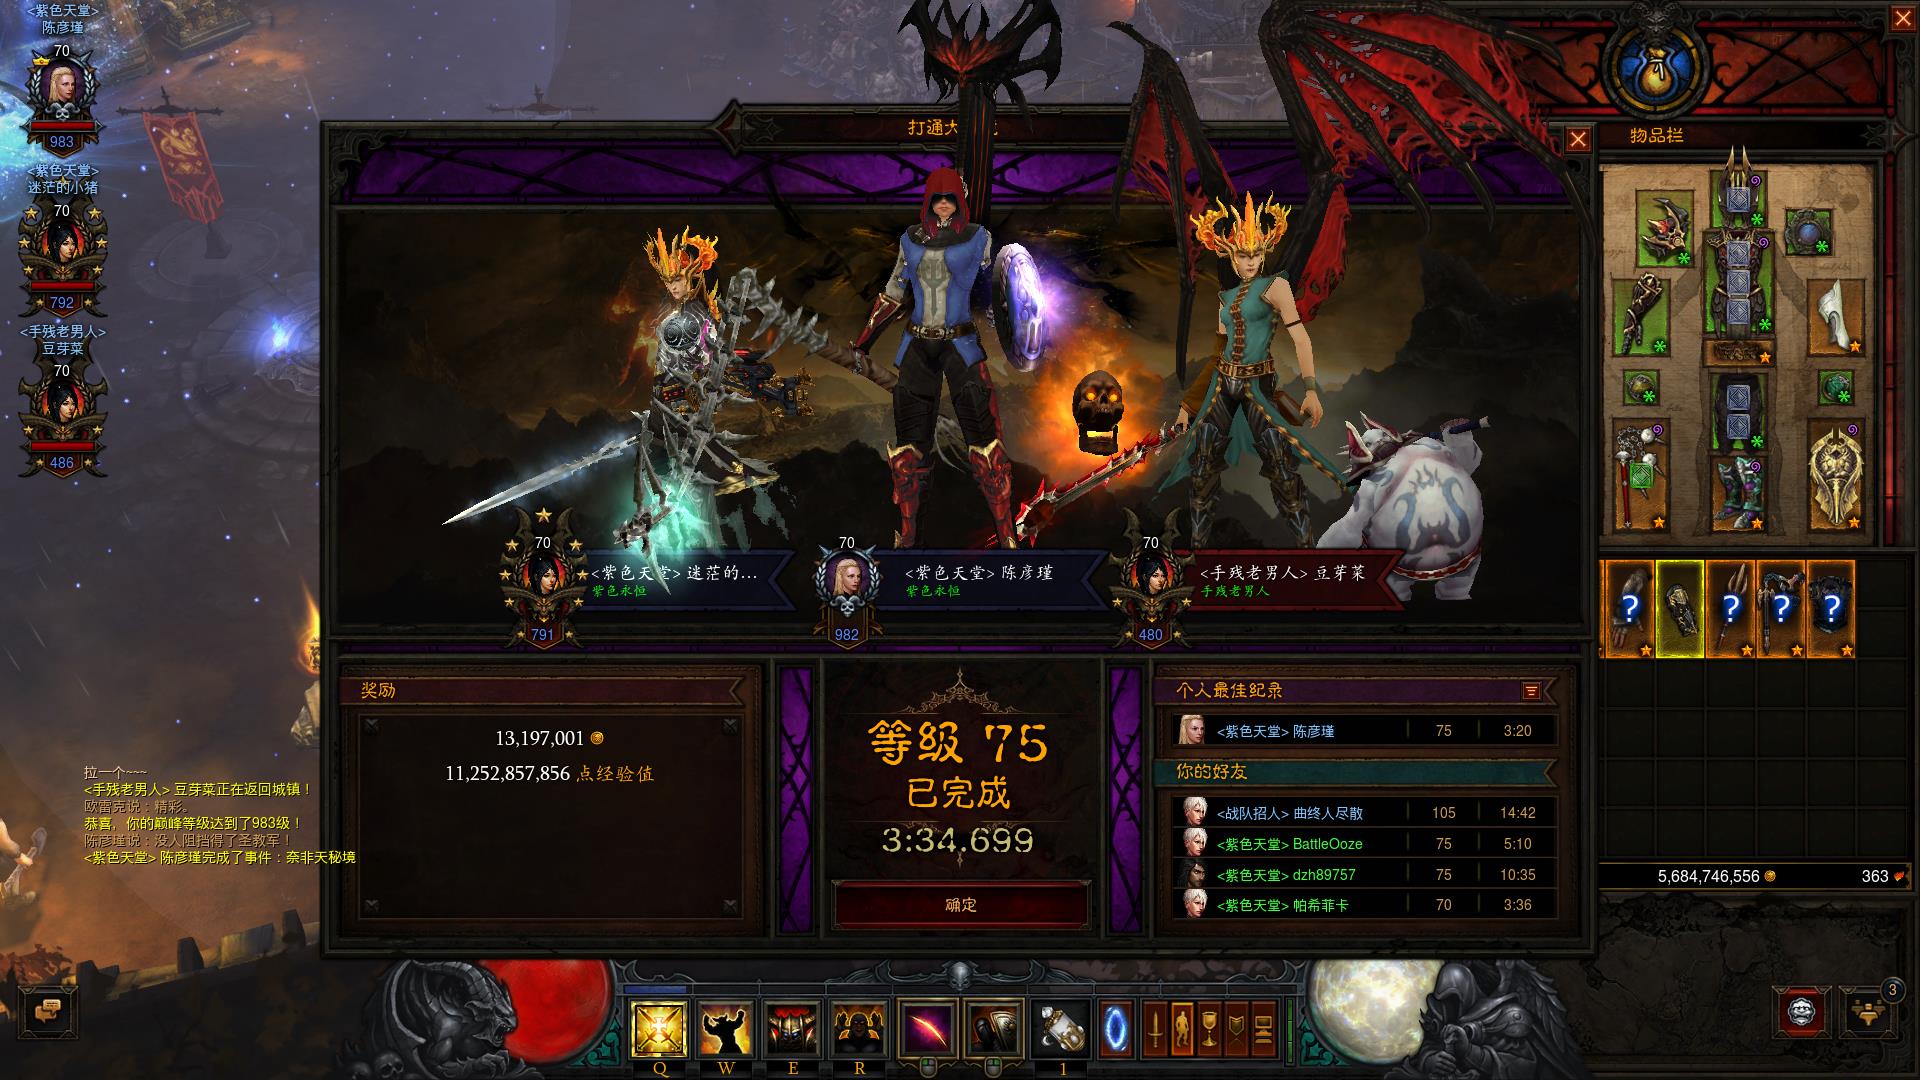 <紫色天堂>
陈彦瑾
70
983
<紫色天堂>
迷茫的小猪
70
792
<手残老男人>
豆芽菜
70
486
打通大
物品栏
70
<紫色天堂> 迷茫的...
紫色永恒
791
70
<紫色天堂> 陈彦瑾
紫色永恒
982
70
<手残老男人> 豆芽菜
手残老男人
480
奖励
13,197,001
11,252,857,856 点经验值
等级 75
已完成
3:34.699
确定
个人最佳纪录
<紫色天堂> 陈彦瑾 75 3:20
你的好友
<战队招人> 曲终人尽散 105 14:42
<紫色天堂> BattleOoze 75 5:10
<紫色天堂> dzh89757 75 10:35
<紫色天堂> 帕希菲卡 70 3:36
? ? ? ?
5,684,746,556 363
拉一个~~~
<手残老男人> 豆芽菜正在返回城镇！
欧雷克说：精彩。
恭喜，你的巅峰等级达到了983级！
陈彦瑾说：没人阻挡得了圣教军！
<紫色天堂> 陈彦瑾完成了事件：奈非天秘境
Q W E R 1
3